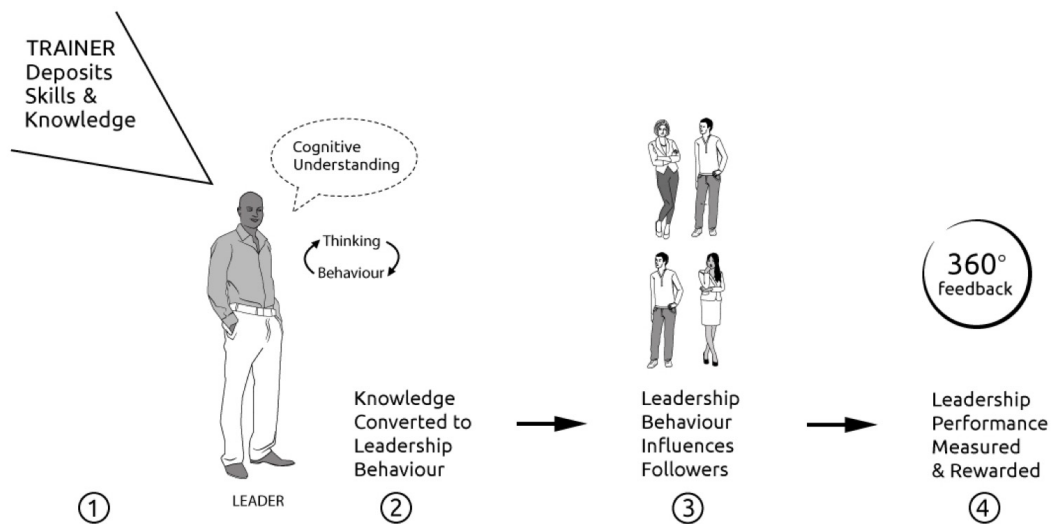 TRAINER
Deposits
Skills &
Knowledge
Cognitive
Understanding
Thinking
Behaviour
LEADER
①
Knowledge
Converted to
Leadership
Behaviour
②
Leadership
Behaviour
Influences
Followers
③
360°
feedback
Leadership
Performance
Measured
& Rewarded
④